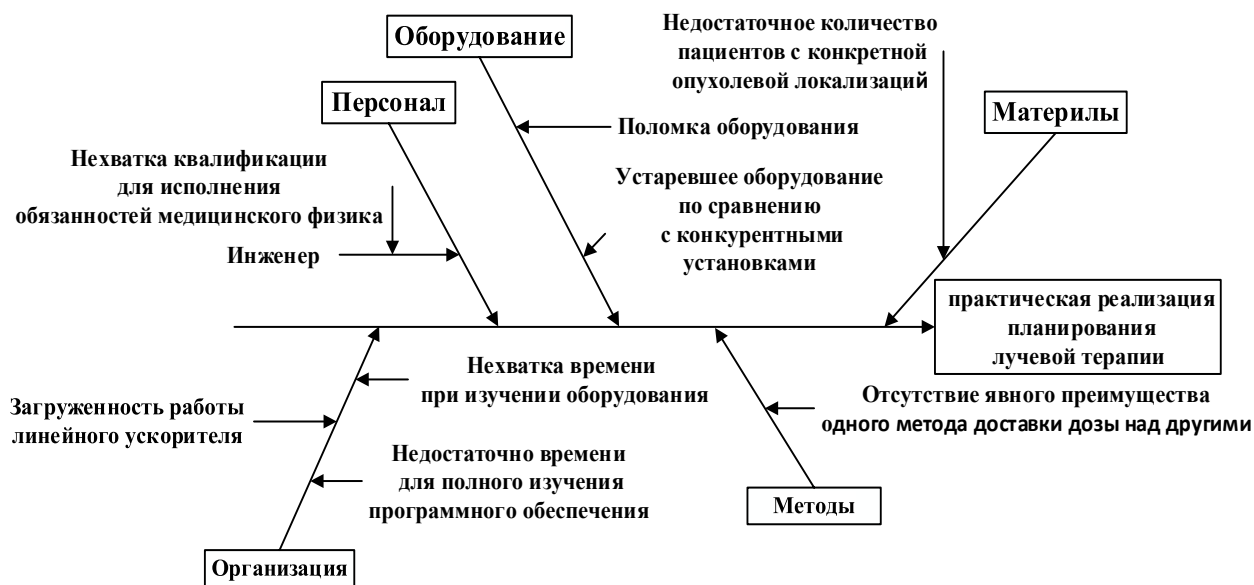 Оборудование
Недостаточное количество
пациентов с конкретной
опухолевой локализаций
Персонал
Материлы
Поломка оборудования
Нехватка квалификации
для исполнения
обязанностей медицинского физика
Устаревшее оборудование
по сравнению
с конкурентными
установками
Инженер
практическая реализация
планирования
лучевой терапии
Нехватка времени
при изучении оборудования
Загруженность работы
линейного ускорителя
Отсутствие явного преимущества
одного метода доставки дозы над другими
Недостаточно времени
для полного изучения
программного обеспечения
Методы
Организация